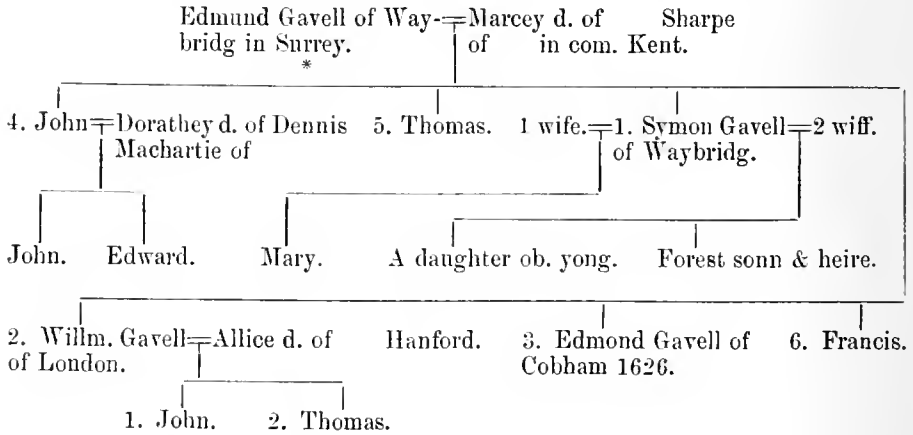 Edmund Gavell of Way-=Marcey d. of Sharpe
bridg in Surrey. of in com. Kent.
*
4. John=Dorathey d. of Dennis 5. Thomas. 1 wife.=1. Symon Gavell=2 wiff.
Machartie of of Waybridg.
John. Edward. Mary. A daughter ob. yong. Forest sonn & heire.
2. Willm. Gavell=Allice d. of Hanford. 3. Edmond Gavell of 6. Francis.
of London. Cobham 1626.
1. John. 2. Thomas.